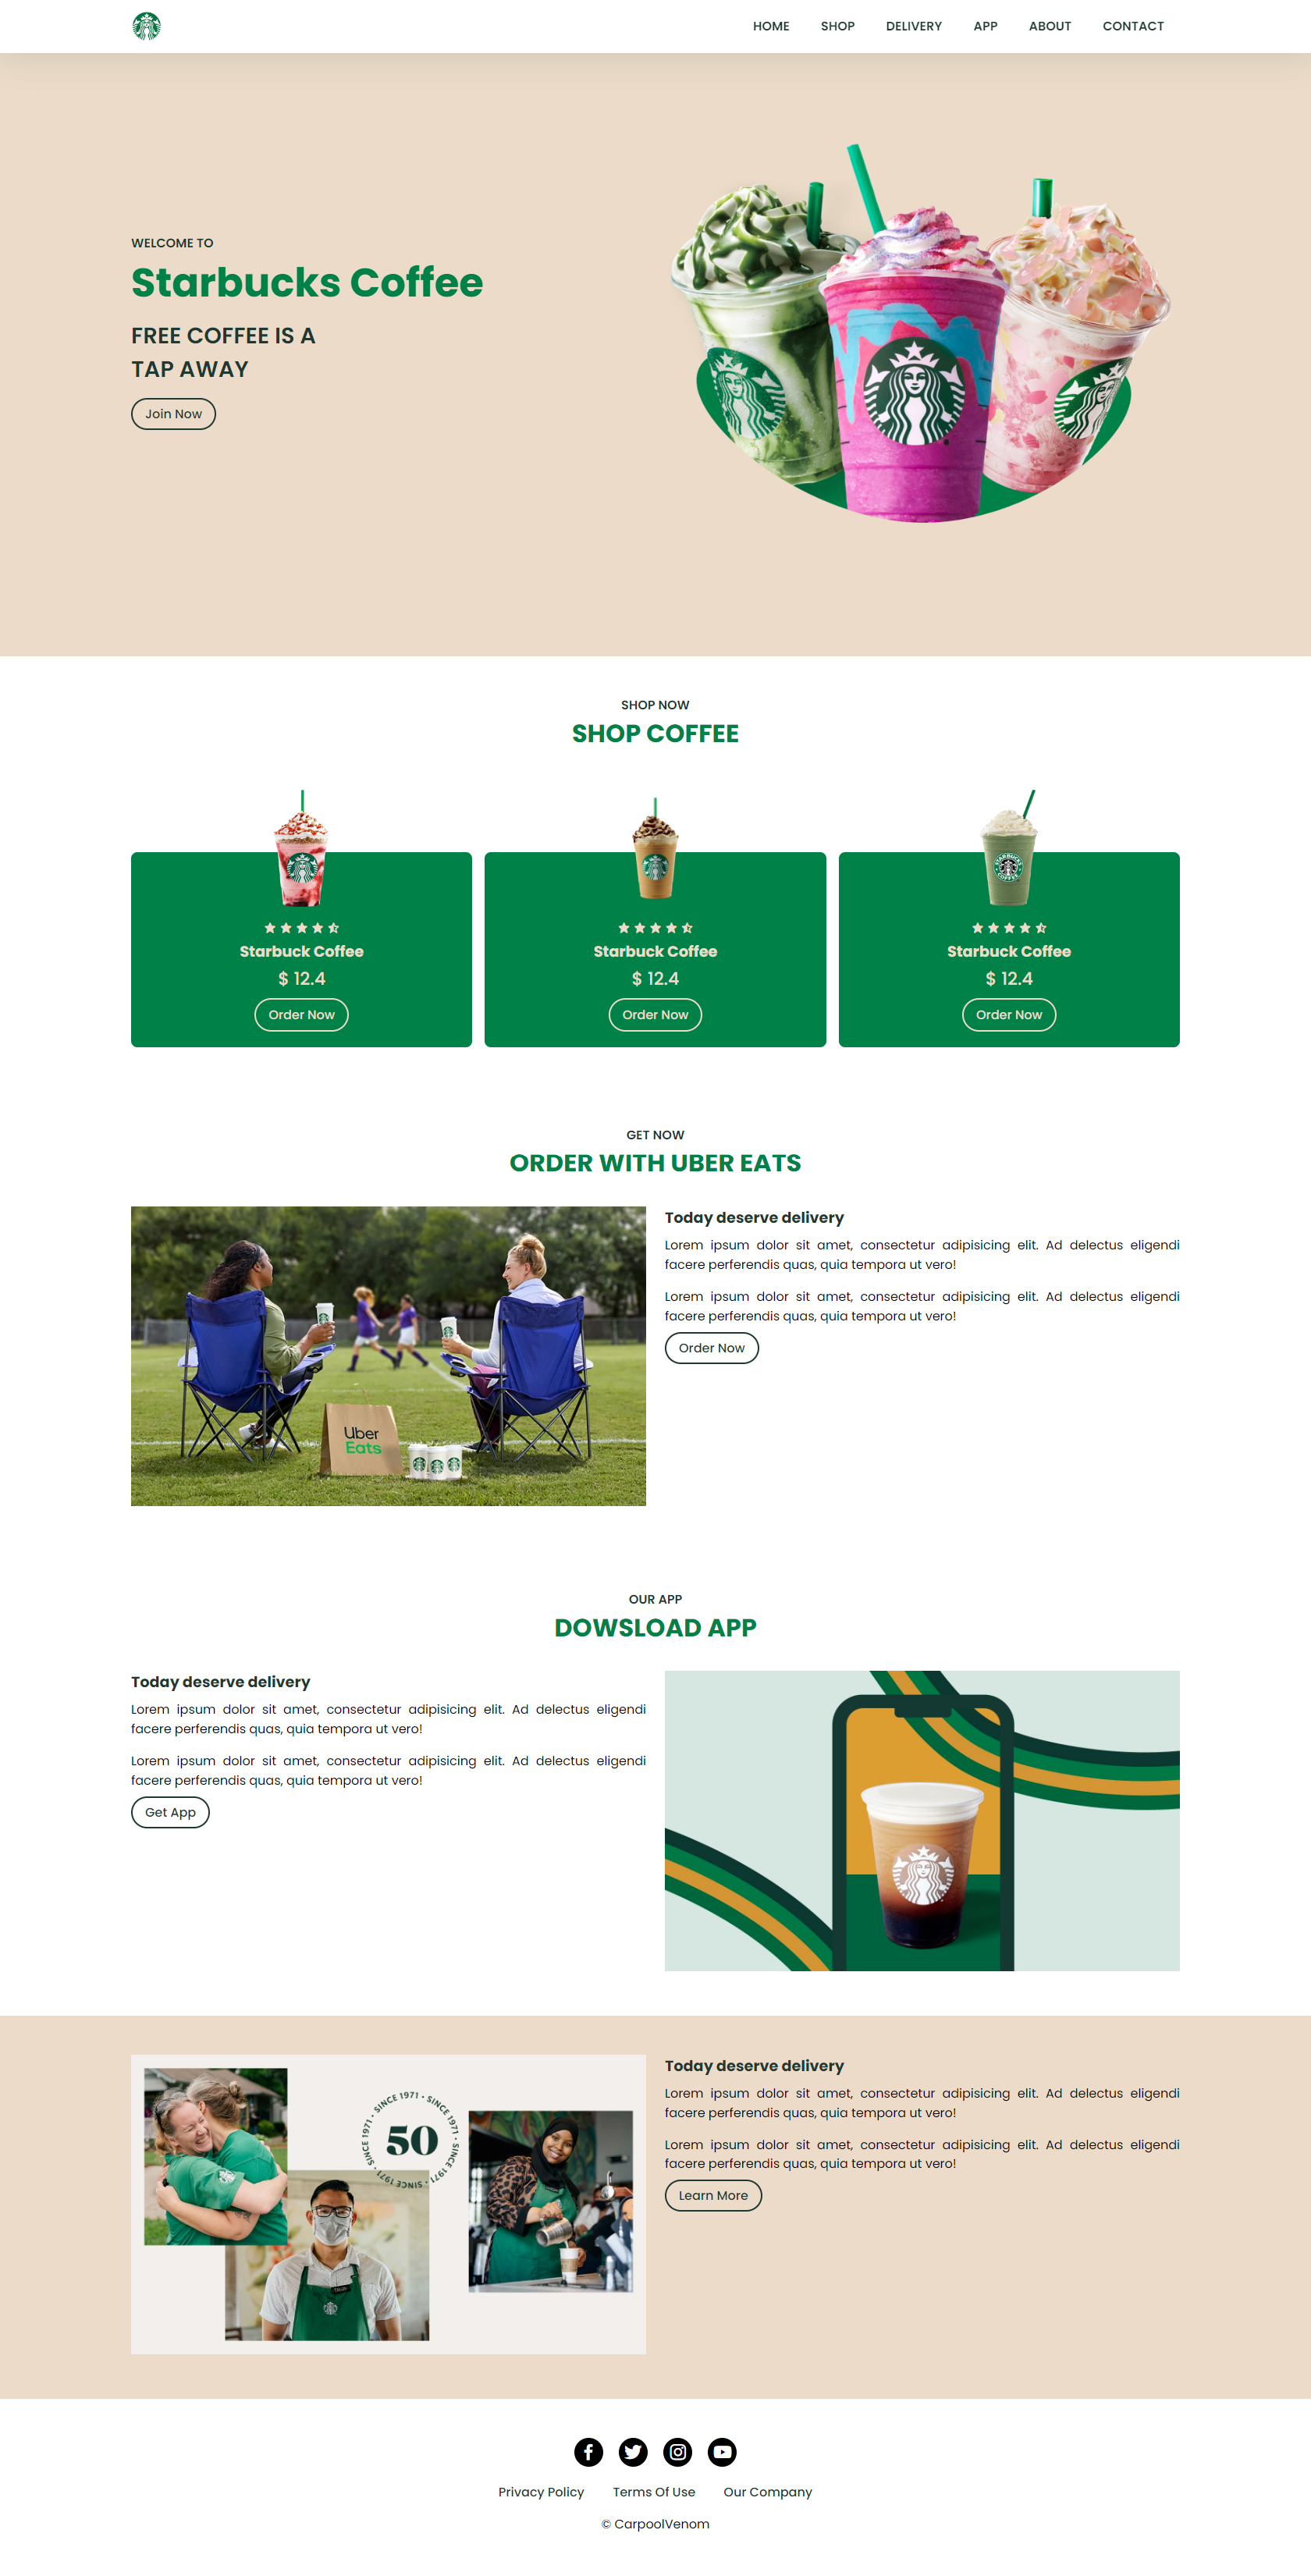 HOME SHOP DELIVERY APP ABOUT CONTACT
WELCOME TO
Starbucks Coffee
FREE COFFEE IS A
TAP AWAY
Join Now
SHOP NOW
SHOP COFFEE
STARBUCKS
COFFEE
Starbuck Coffee
$ 12.4
Order Now
Starbuck Coffee
$ 12.4
Order Now
Starbuck Coffee
$ 12.4
Order Now
GET NOW
ORDER WITH UBER EATS
Uber
Eats
Today deserve delivery
Lorem ipsum dolor sit amet, consectetur adipisicing elit. Ad delectus eligendi
facere perferendis quas, quia tempora ut vero!
Lorem ipsum dolor sit amet, consectetur adipisicing elit. Ad delectus eligendi
facere perferendis quas, quia tempora ut vero!
Order Now
OUR APP
DOWSLOAD APP
Today deserve delivery
Lorem ipsum dolor sit amet, consectetur adipisicing elit. Ad delectus eligendi
facere perferendis quas, quia tempora ut vero!
Lorem ipsum dolor sit amet, consectetur adipisicing elit. Ad delectus eligendi
facere perferendis quas, quia tempora ut vero!
Get App
SINCE 1971 • SINCE 1971 • SINCE 1971 • SINCE 1971 •
50
Today deserve delivery
Lorem ipsum dolor sit amet, consectetur adipisicing elit. Ad delectus eligendi
facere perferendis quas, quia tempora ut vero!
Lorem ipsum dolor sit amet, consectetur adipisicing elit. Ad delectus eligendi
facere perferendis quas, quia tempora ut vero!
Learn More
Privacy Policy Terms Of Use Our Company
© CarpoolVenom